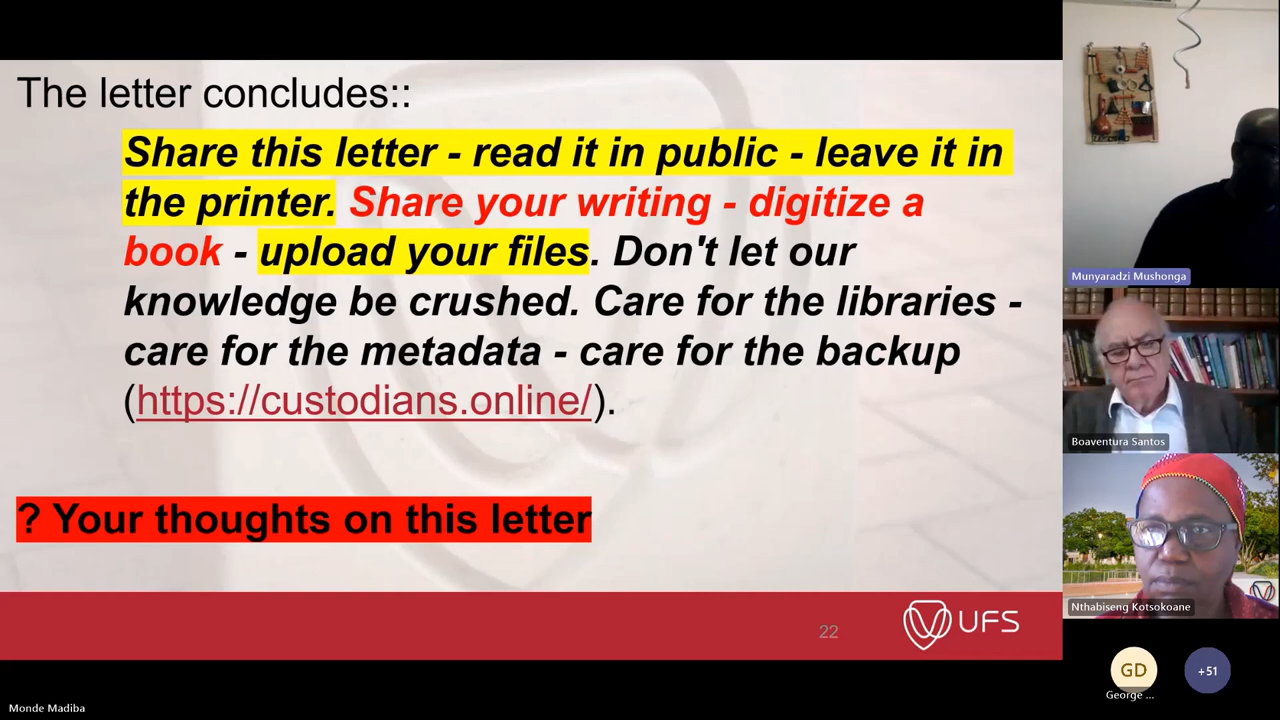 The letter concludes::
Share this letter - read it in public - leave it in
the printer. Share your writing - digitize a
book - upload your files. Don't let our
knowledge be crushed. Care for the libraries -
care for the metadata - care for the backup
(https://custodians.online/).
? Your thoughts on this letter
22
UFS
Monde Madiba
Munyaradzi Mushonga
Boaventura Santos
Nthabiseng Kotsokoane
GD
George ...
+51